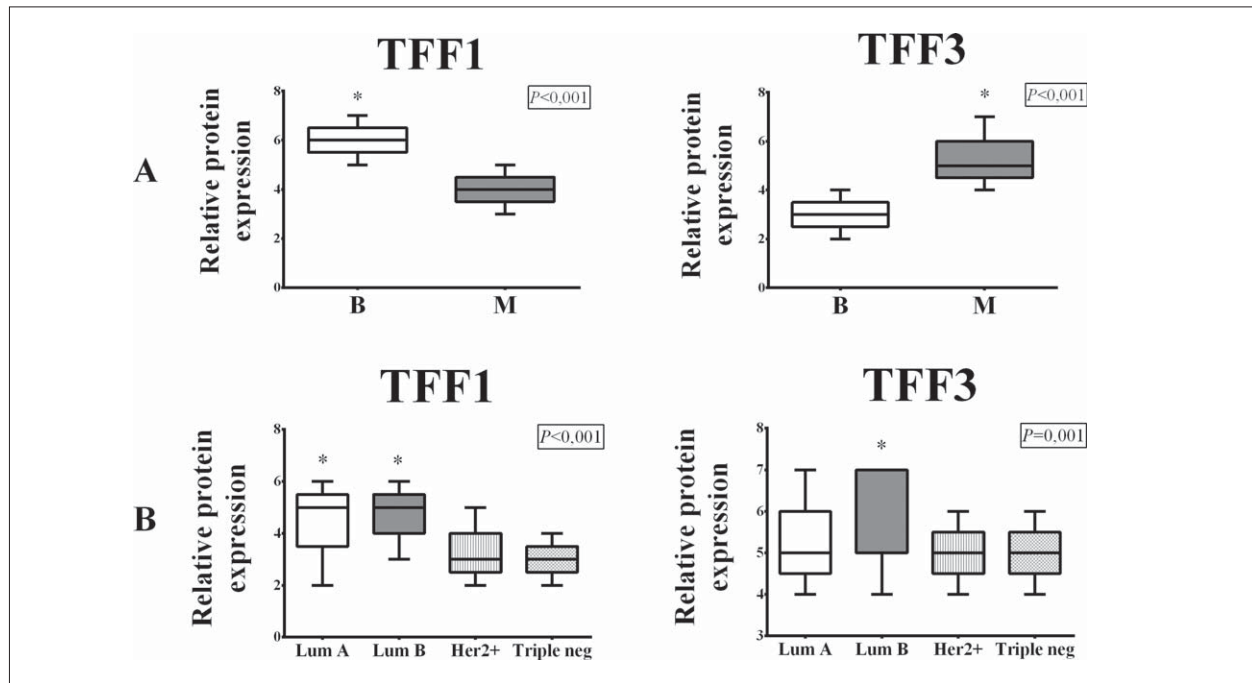 TFF1
TFF3
A
Relative protein
expression
8
6
4
2
0
*
P<0,001
B
M
Relative protein
expression
8
6
4
2
0
*
P<0,001
B
M
TFF1
TFF3
B
Relative protein
expression
8
6
4
2
0
*
*
P<0,001
Lum A
Lum B
Her2+
Triple neg
Relative protein
expression
8
7
6
5
4
3
*
P=0,001
Lum A
Lum B
Her2+
Triple neg